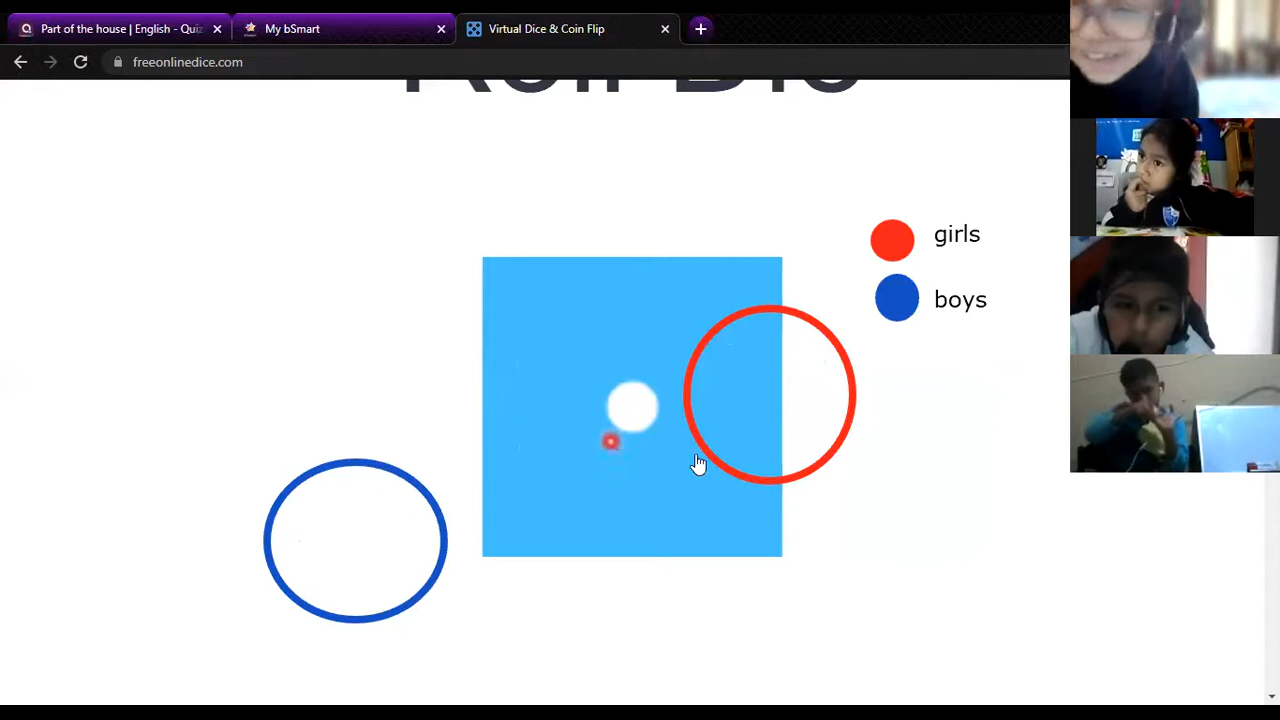 Part of the house | English - Quiz
My bSmart
Virtual Dice & Coin Flip
freeonlinedice.com
girls
boys